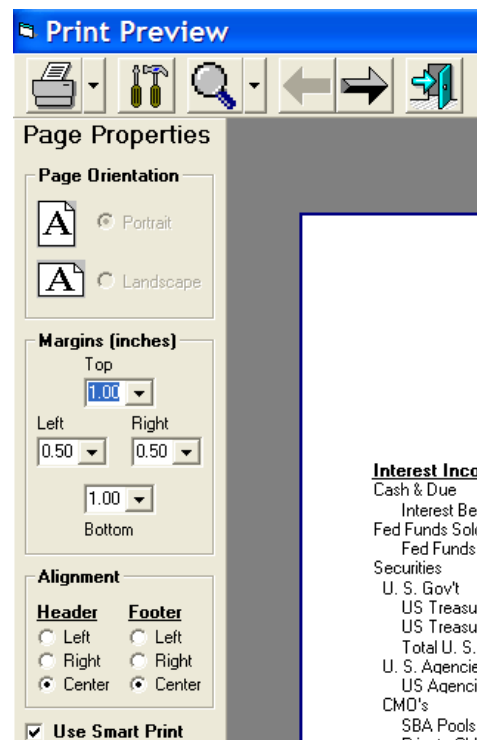 Print Preview
Page Properties
Page Orientation
A
Portrait
A
Landscape
Margins (inches)
Top
1.00
Left Right
0.50 0.50
1.00
Bottom
Alignment
Header Footer
Left Left
Right Right
Center Center
Use Smart Print
Interest Inco
Cash & Due
Interest Be
Fed Funds Sol
Fed Funds
Securities
U. S. Gov't
US Treasu
US Treasu
Total U. S.
U. S. Agencie
US Agenci
CMO's
SBA Pools